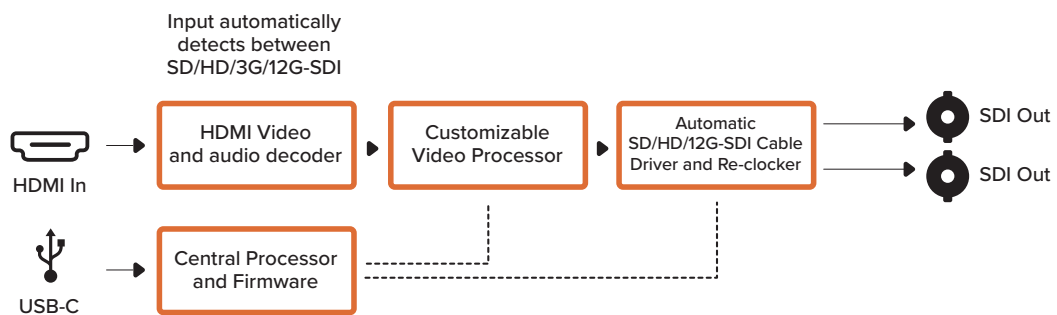 Input automatically
detects between
SD/HD/3G/12G-SDI
HDMI In
HDMI Video
and audio decoder
Customizable
Video Processor
Automatic
SD/HD/12G-SDI Cable
Driver and Re-clocker
SDI Out
SDI Out
USB-C
Central Processor
and Firmware